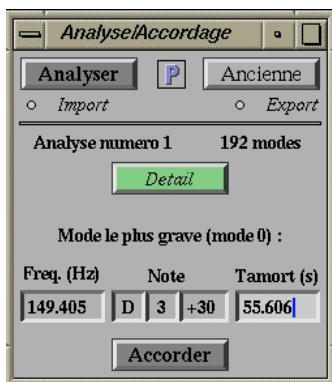 Analyse/Accordage
Analyser P Ancienne
Import Export
Analyse numero 1 192 modes
Detail
Mode le plus grave (mode 0) :
Freq. (Hz) Note Tamort (s)
149.405 D 3 +30 55.606
Accorder